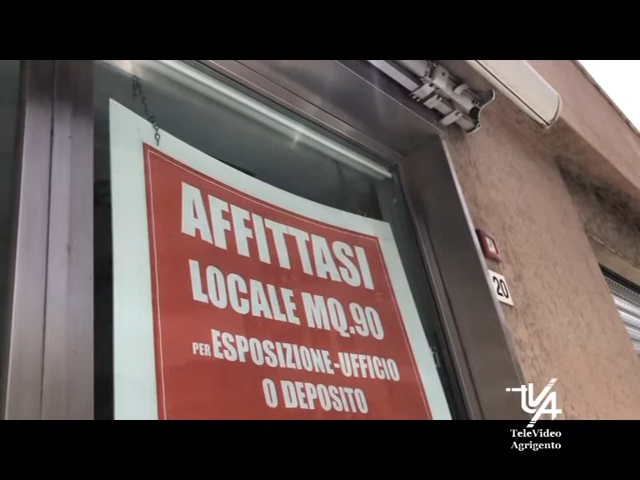 AFFITTASI
LOCALE MQ.90
PER ESPOSIZIONE-UFFICIO
O DEPOSITO
20
TVA
TeleVideo
Agrigento